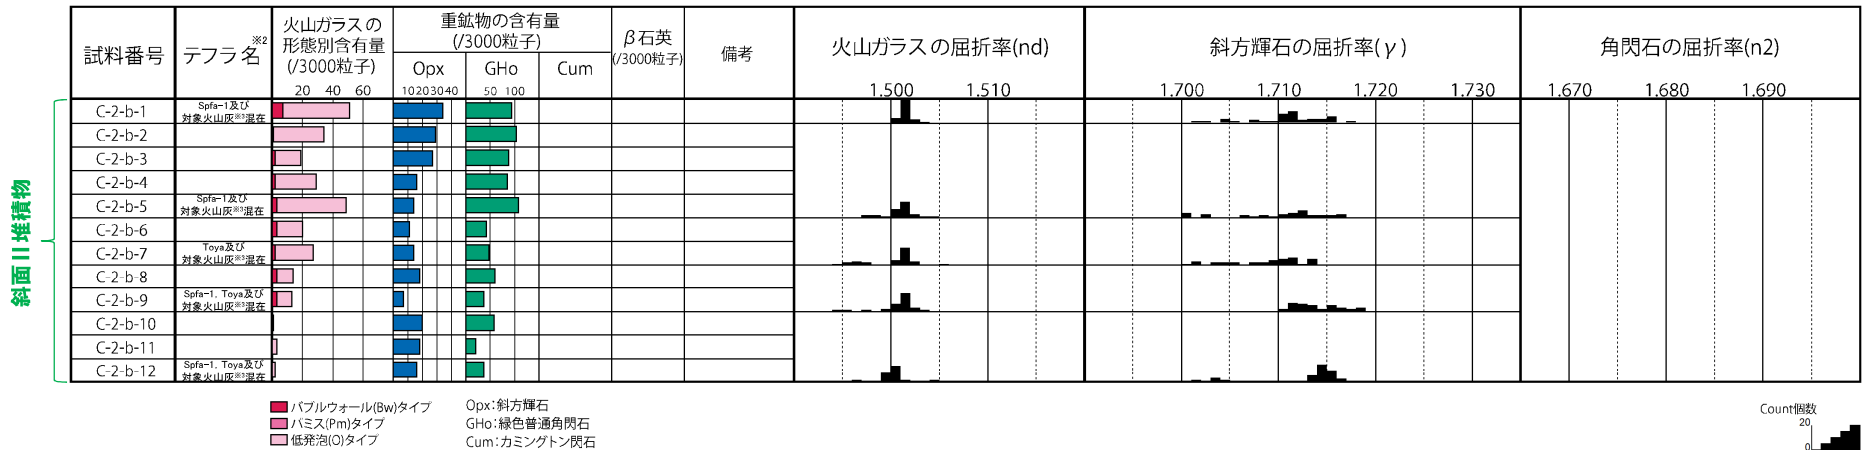 試料番号
テフラ名※2
火山ガラスの
形態別含有量
(/3000粒子)
20 40 60
重鉱物の含有量
(/3000粒子)
Opx GHo Cum
10 20 30 40 50 100
β石英
(/3000粒子)
備考
火山ガラスの屈折率(nd)
1.500 1.510
斜方輝石の屈折率(γ)
1.700 1.710 1.720 1.730
角閃石の屈折率(n2)
1.670 1.680 1.690
斜面II堆積物
C-2-b-1
Spfa-1及び
対象火山灰※3混在
C-2-b-2
C-2-b-3
C-2-b-4
C-2-b-5
Spfa-1及び
対象火山灰※3混在
C-2-b-6
C-2-b-7
Toya及び
対象火山灰※3混在
C-2-b-8
C-2-b-9
Spfa-1, Toya及び
対象火山灰※3混在
C-2-b-10
C-2-b-11
C-2-b-12
Spfa-1, Toya及び
対象火山灰※3混在
バブルウォール(Bw)タイプ
パミス(Pm)タイプ
低発泡(O)タイプ
Opx：斜方輝石
GHo：緑色普通角閃石
Cum：カミングトン閃石
Count個数
20
0